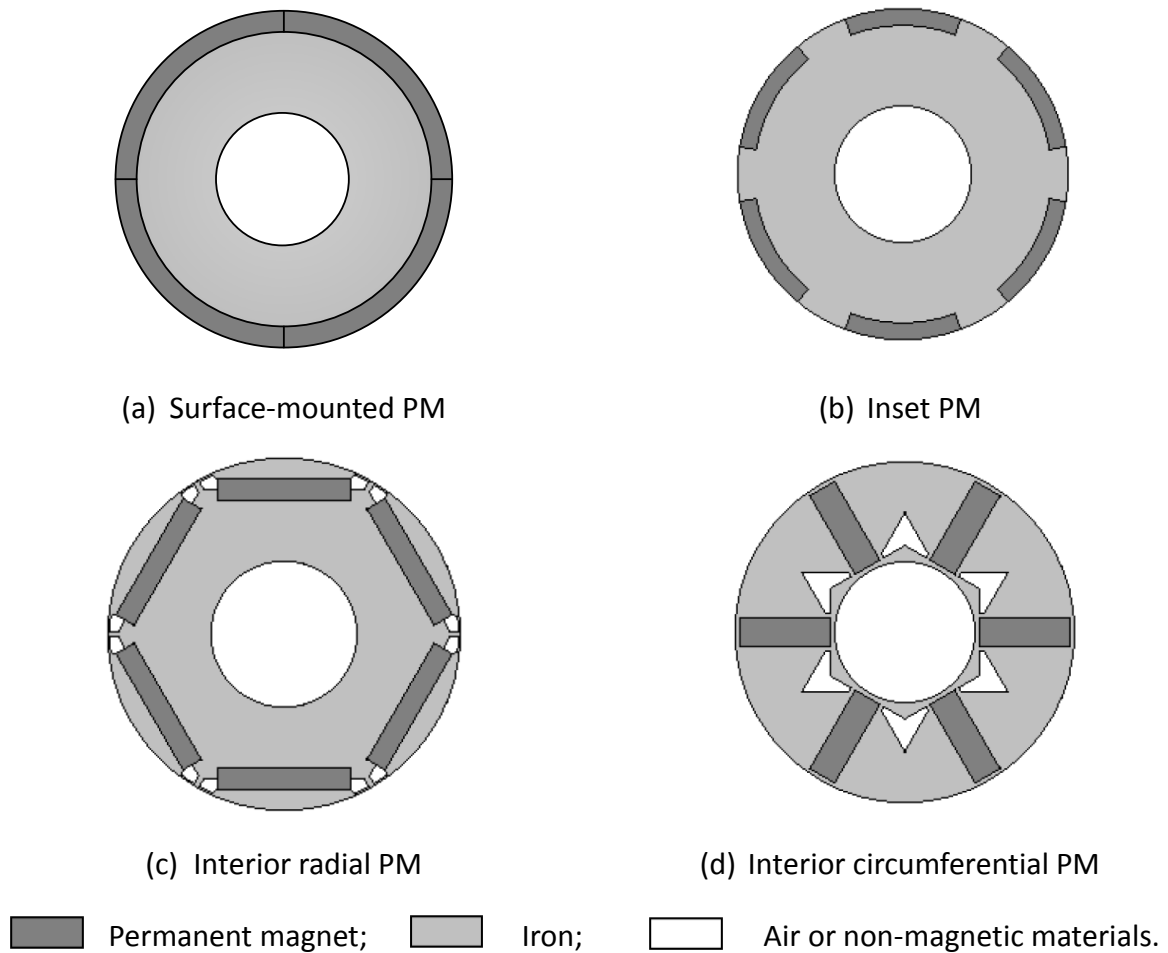 (a) Surface-mounted PM
(b) Inset PM
(c) Interior radial PM
(d) Interior circumferential PM
Permanent magnet; Iron; Air or non-magnetic materials.